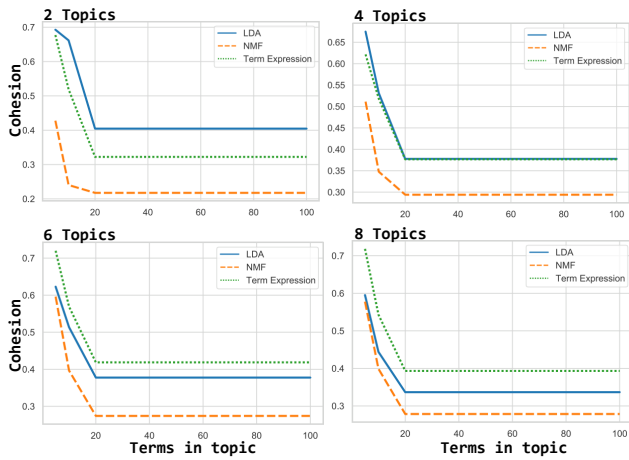 2 Topics
0.7
0.6
0.5
0.4
0.3
0.2
Cohesion
LDA
NMF
Term Expression
20
40
60
80
100
4 Topics
0.65
0.60
0.55
0.50
0.45
0.40
0.35
0.30
LDA
NMF
Term Expression
20
40
60
80
100
6 Topics
0.7
0.6
0.5
0.4
0.3
Cohesion
LDA
NMF
Term Expression
20
40
60
80
100
Terms in topic
8 Topics
0.7
0.6
0.5
0.4
0.3
LDA
NMF
Term Expression
20
40
60
80
100
Terms in topic